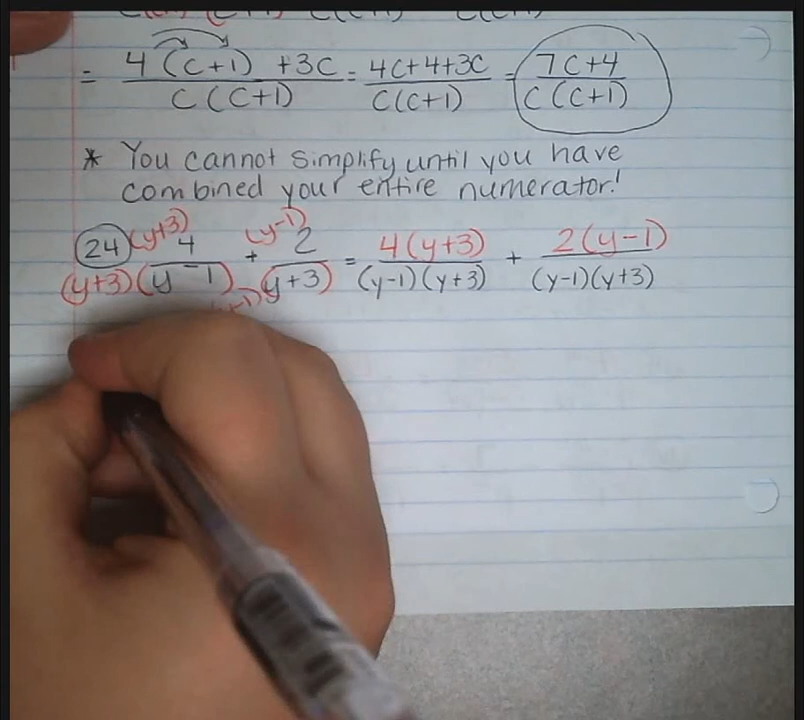 = 4(c+1) +3c / c(c+1) = 4c+4+3c / c(c+1) = 7c+4 / c(c+1)
* You cannot simplify until you have
combined your entire numerator!
24 (y+3) 4 / (y+3)(y-1) + (y-1) 2 / (y-1)(y+3) = 4(y+3) / (y-1)(y+3) + 2(y-1) / (y-1)(y+3)